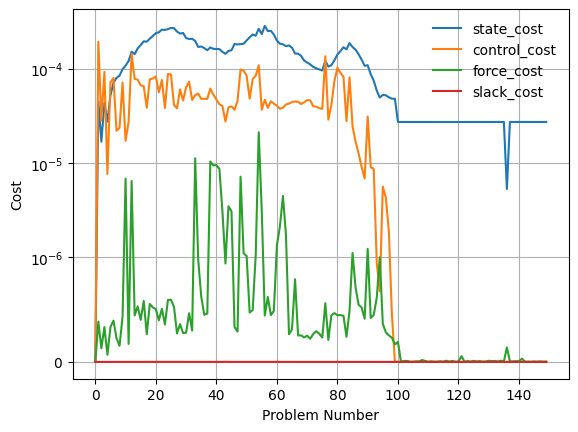 state_cost
control_cost
force_cost
slack_cost
10⁻⁴
10⁻⁵
10⁻⁶
0
Cost
0 20 40 60 80 100 120 140
Problem Number